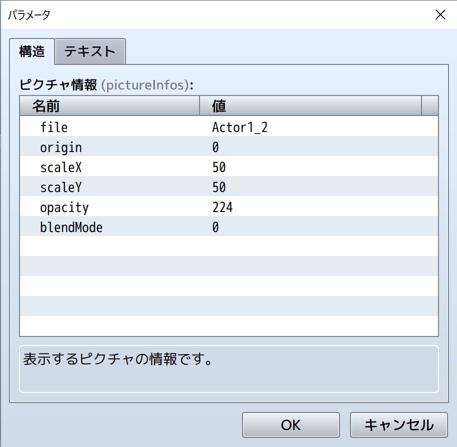 パラメータ
構造 テキスト
ピクチャ情報 (pictureInfos):
名前 値
file Actor1_2
origin 0
scaleX 50
scaleY 50
opacity 224
blendMode 0
表示するピクチャの情報です。
OK キャンセル